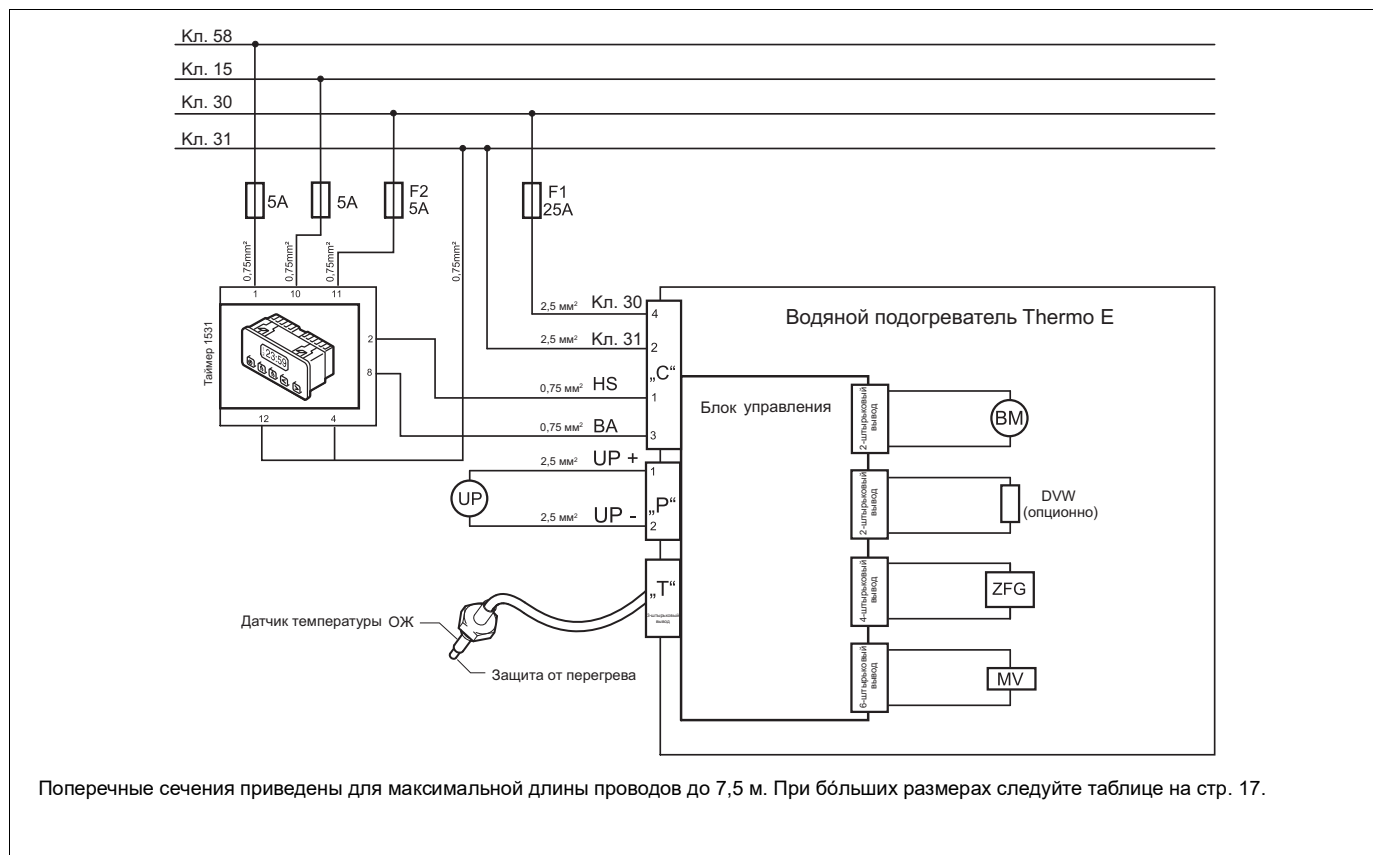 Кл. 58
Кл. 15
Кл. 30
Кл. 31
5A
5A
F2
5A
F1
25A
0,75mm²
0,75mm²
0,75mm²
0,75mm²
1
10
11
Таймер 1531
23:59
2
8
12
4
2,5 мм² Кл. 30
4
2,5 мм² Кл. 31
2
„C“
0,75 мм² HS
1
0,75 мм² BA
3
2,5 мм² UP +
1
UP
„P“
2,5 мм² UP -
2
„T“
3-штырьковый
вывод
Датчик температуры ОЖ
Защита от перегрева
Водяной подогреватель Thermo E
Блок управления
2-штырьковый
вывод
BM
2-штырьковый
вывод
DVW
(опционно)
4-штырьковый
вывод
ZFG
6-штырьковый
вывод
MV
Поперечные сечения приведены для максимальной длины проводов до 7,5 м. При бо́льших размерах следуйте таблице на стр. 17.